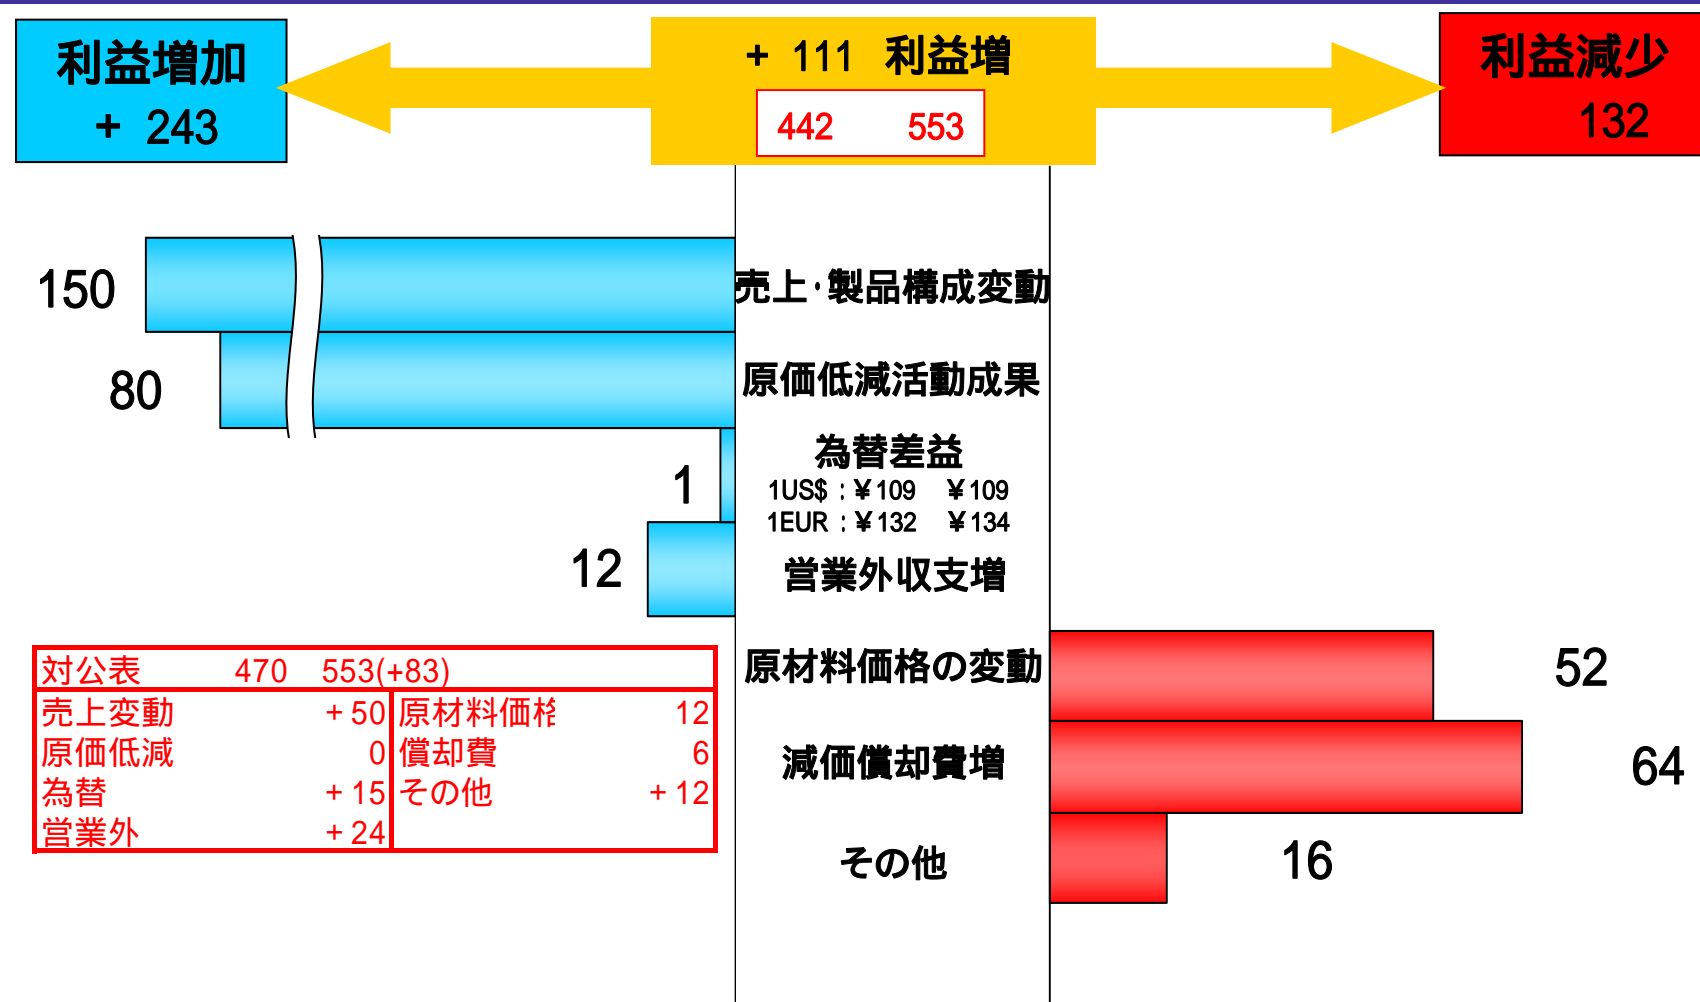 利益増加
+ 243
+ 111 利益増
442 553
利益減少
132
150
売上・製品構成変動
80
原価低減活動成果
1
為替差益
1US$ : ¥109 ¥109
1EUR : ¥132 ¥134
12
営業外収支増
原材料価格の変動
52
減価償却費増
64
その他
16
対公表 470 553(+83)
売上変動 + 50 原材料価格 12
原価低減 0 償却費 6
為替 + 15 その他 + 12
営業外 + 24